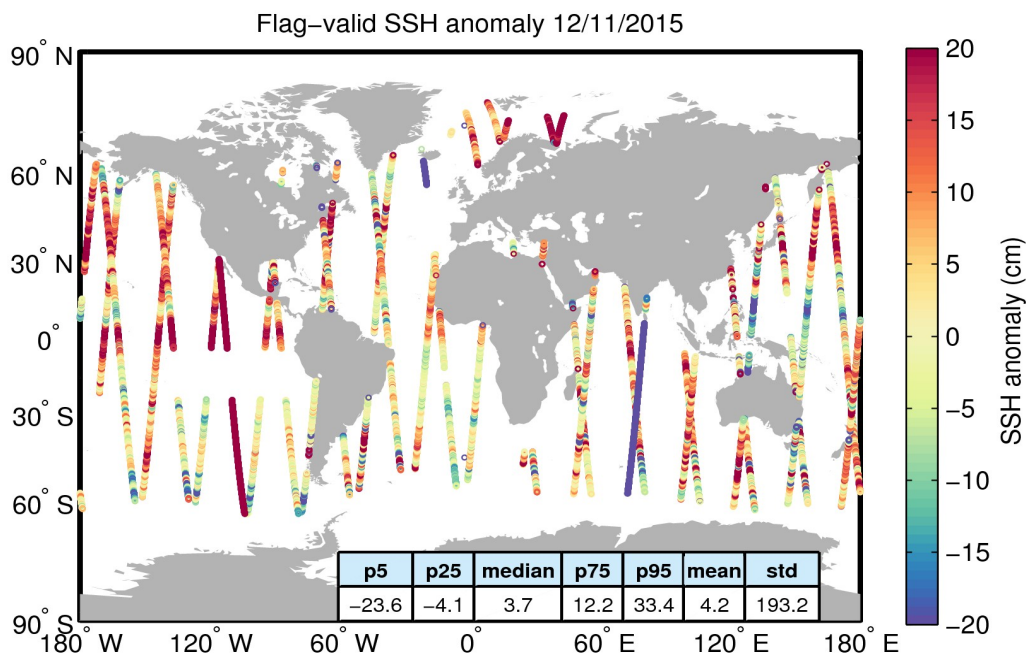 Flag−valid SSH anomaly 12/11/2015
90° N
60° N
30° N
0°
30° S
60° S
90° S
180° W
120° W
60° W
0°
60° E
120° E
180° E
20
15
10
5
0
−5
−10
−15
−20
SSH anomaly (cm)
p5 p25 median p75 p95 mean std
−23.6 −4.1 3.7 12.2 33.4 4.2 193.2